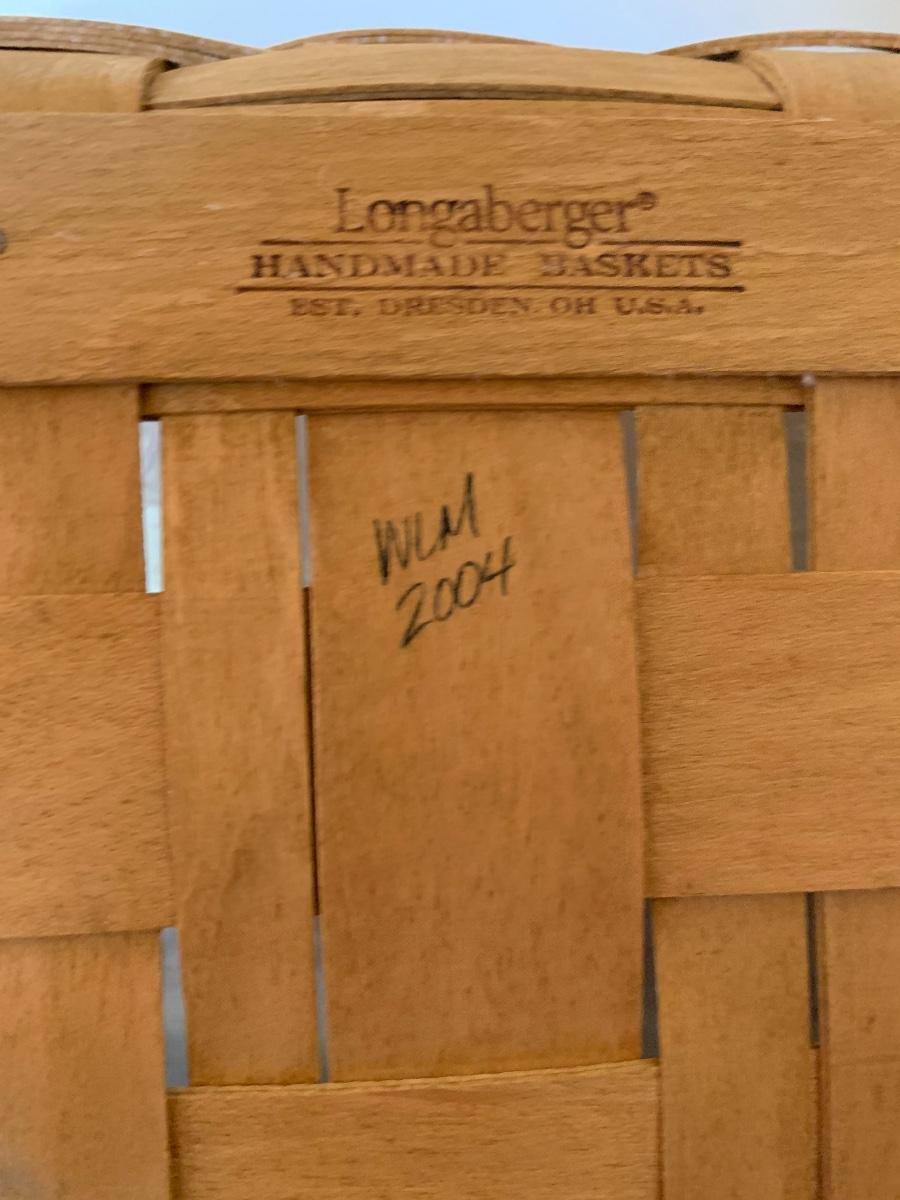 Longaberger®
HANDMADE BASKETS
EST. DRESDEN, OH U.S.A.
WLM
2004